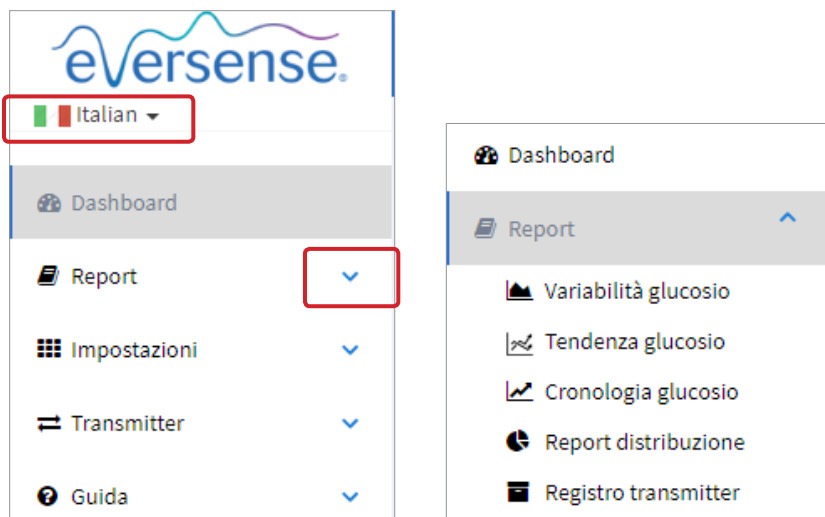 eversense®
Italian
Dashboard
Report
Impostazioni
Transmitter
Guida
Dashboard
Report
Variabilità glucosio
Tendenza glucosio
Cronologia glucosio
Report distribuzione
Registro transmitter